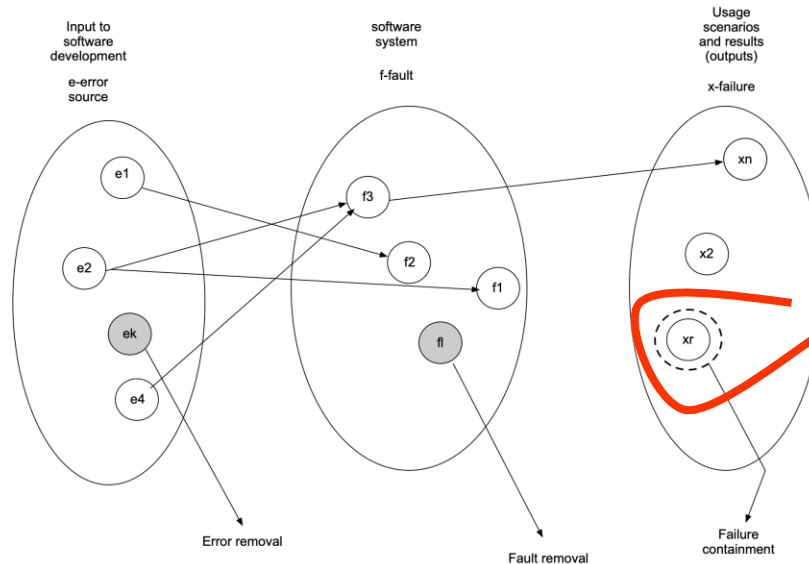 Input to
software
development
e-error
source
software
system
f-fault
Usage
scenarios
and results
(outputs)
x-failure
e1
e2
ek
e4
f3
f2
f1
fl
xn
x2
xr
Error removal
Fault removal
Failure
containment